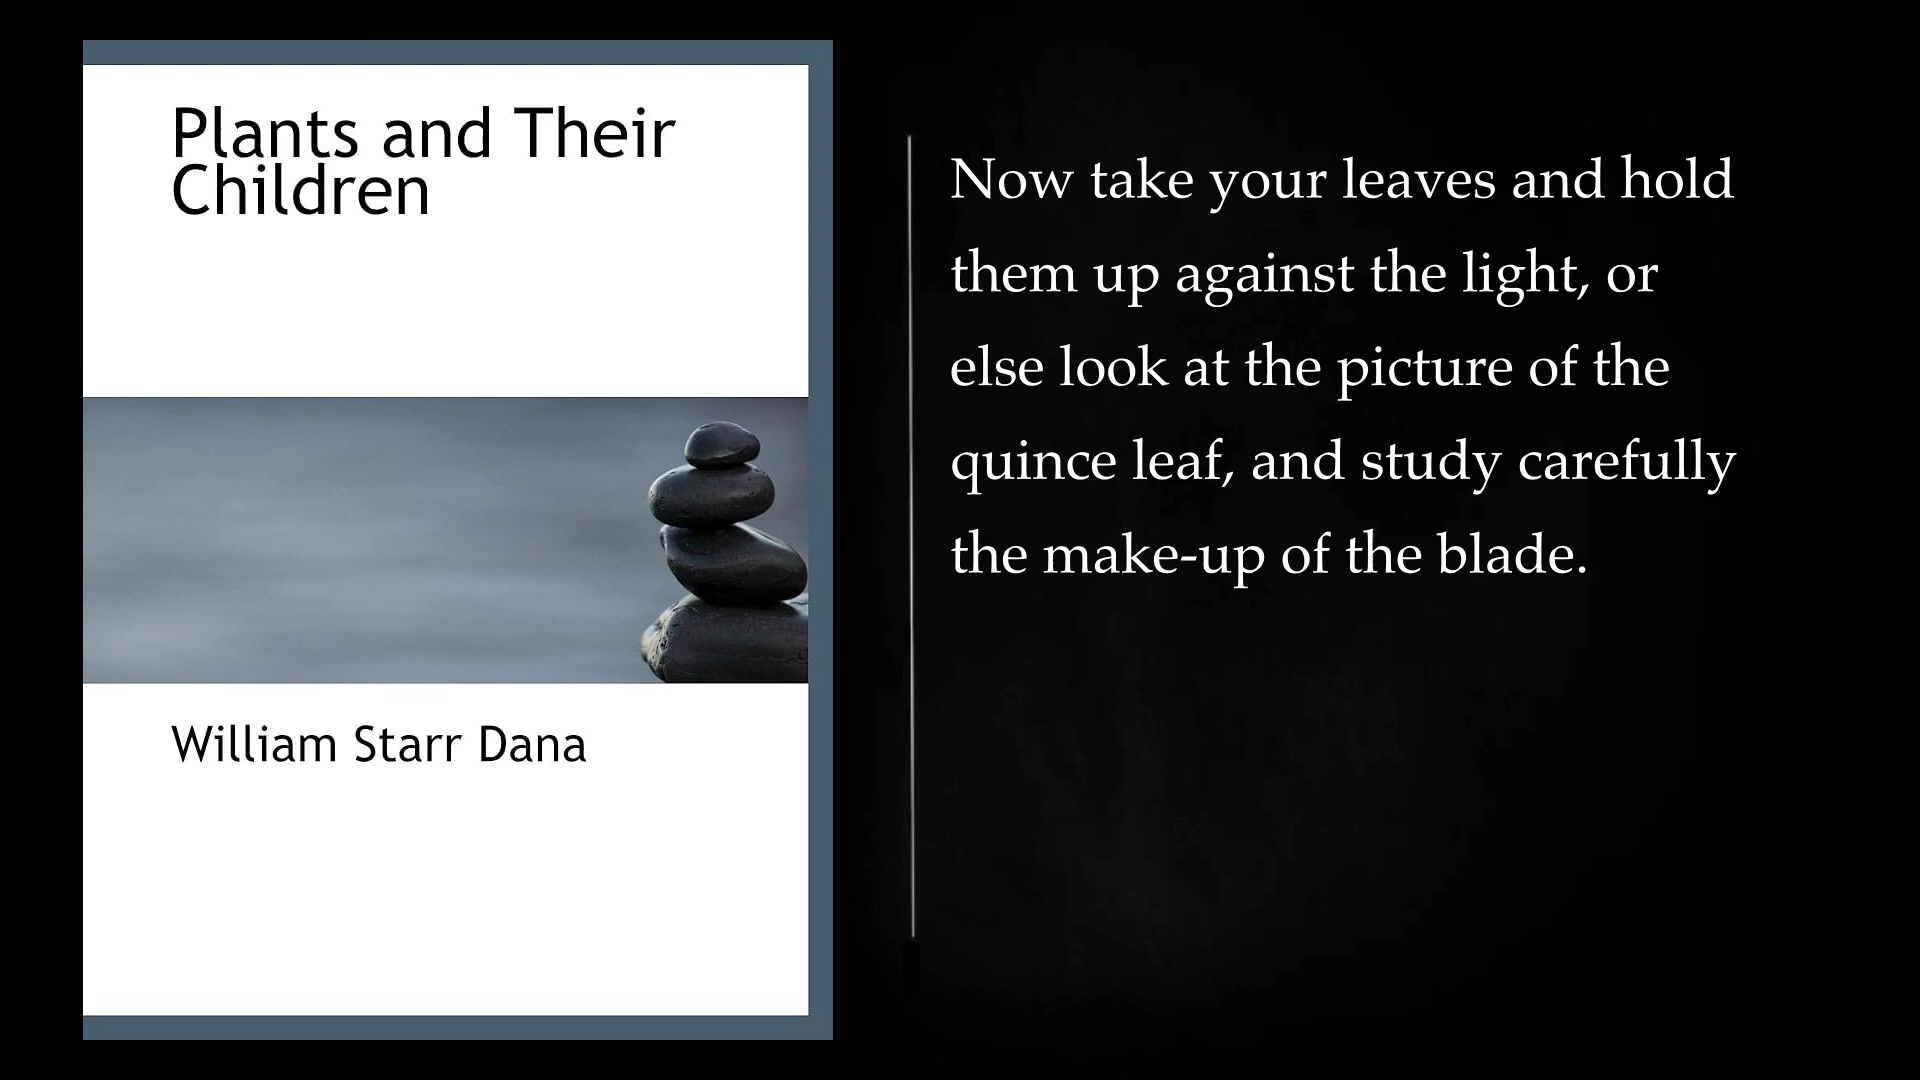 Plants and Their
Children
William Starr Dana
Now take your leaves and hold
them up against the light, or
else look at the picture of the
quince leaf, and study carefully
the make-up of the blade.